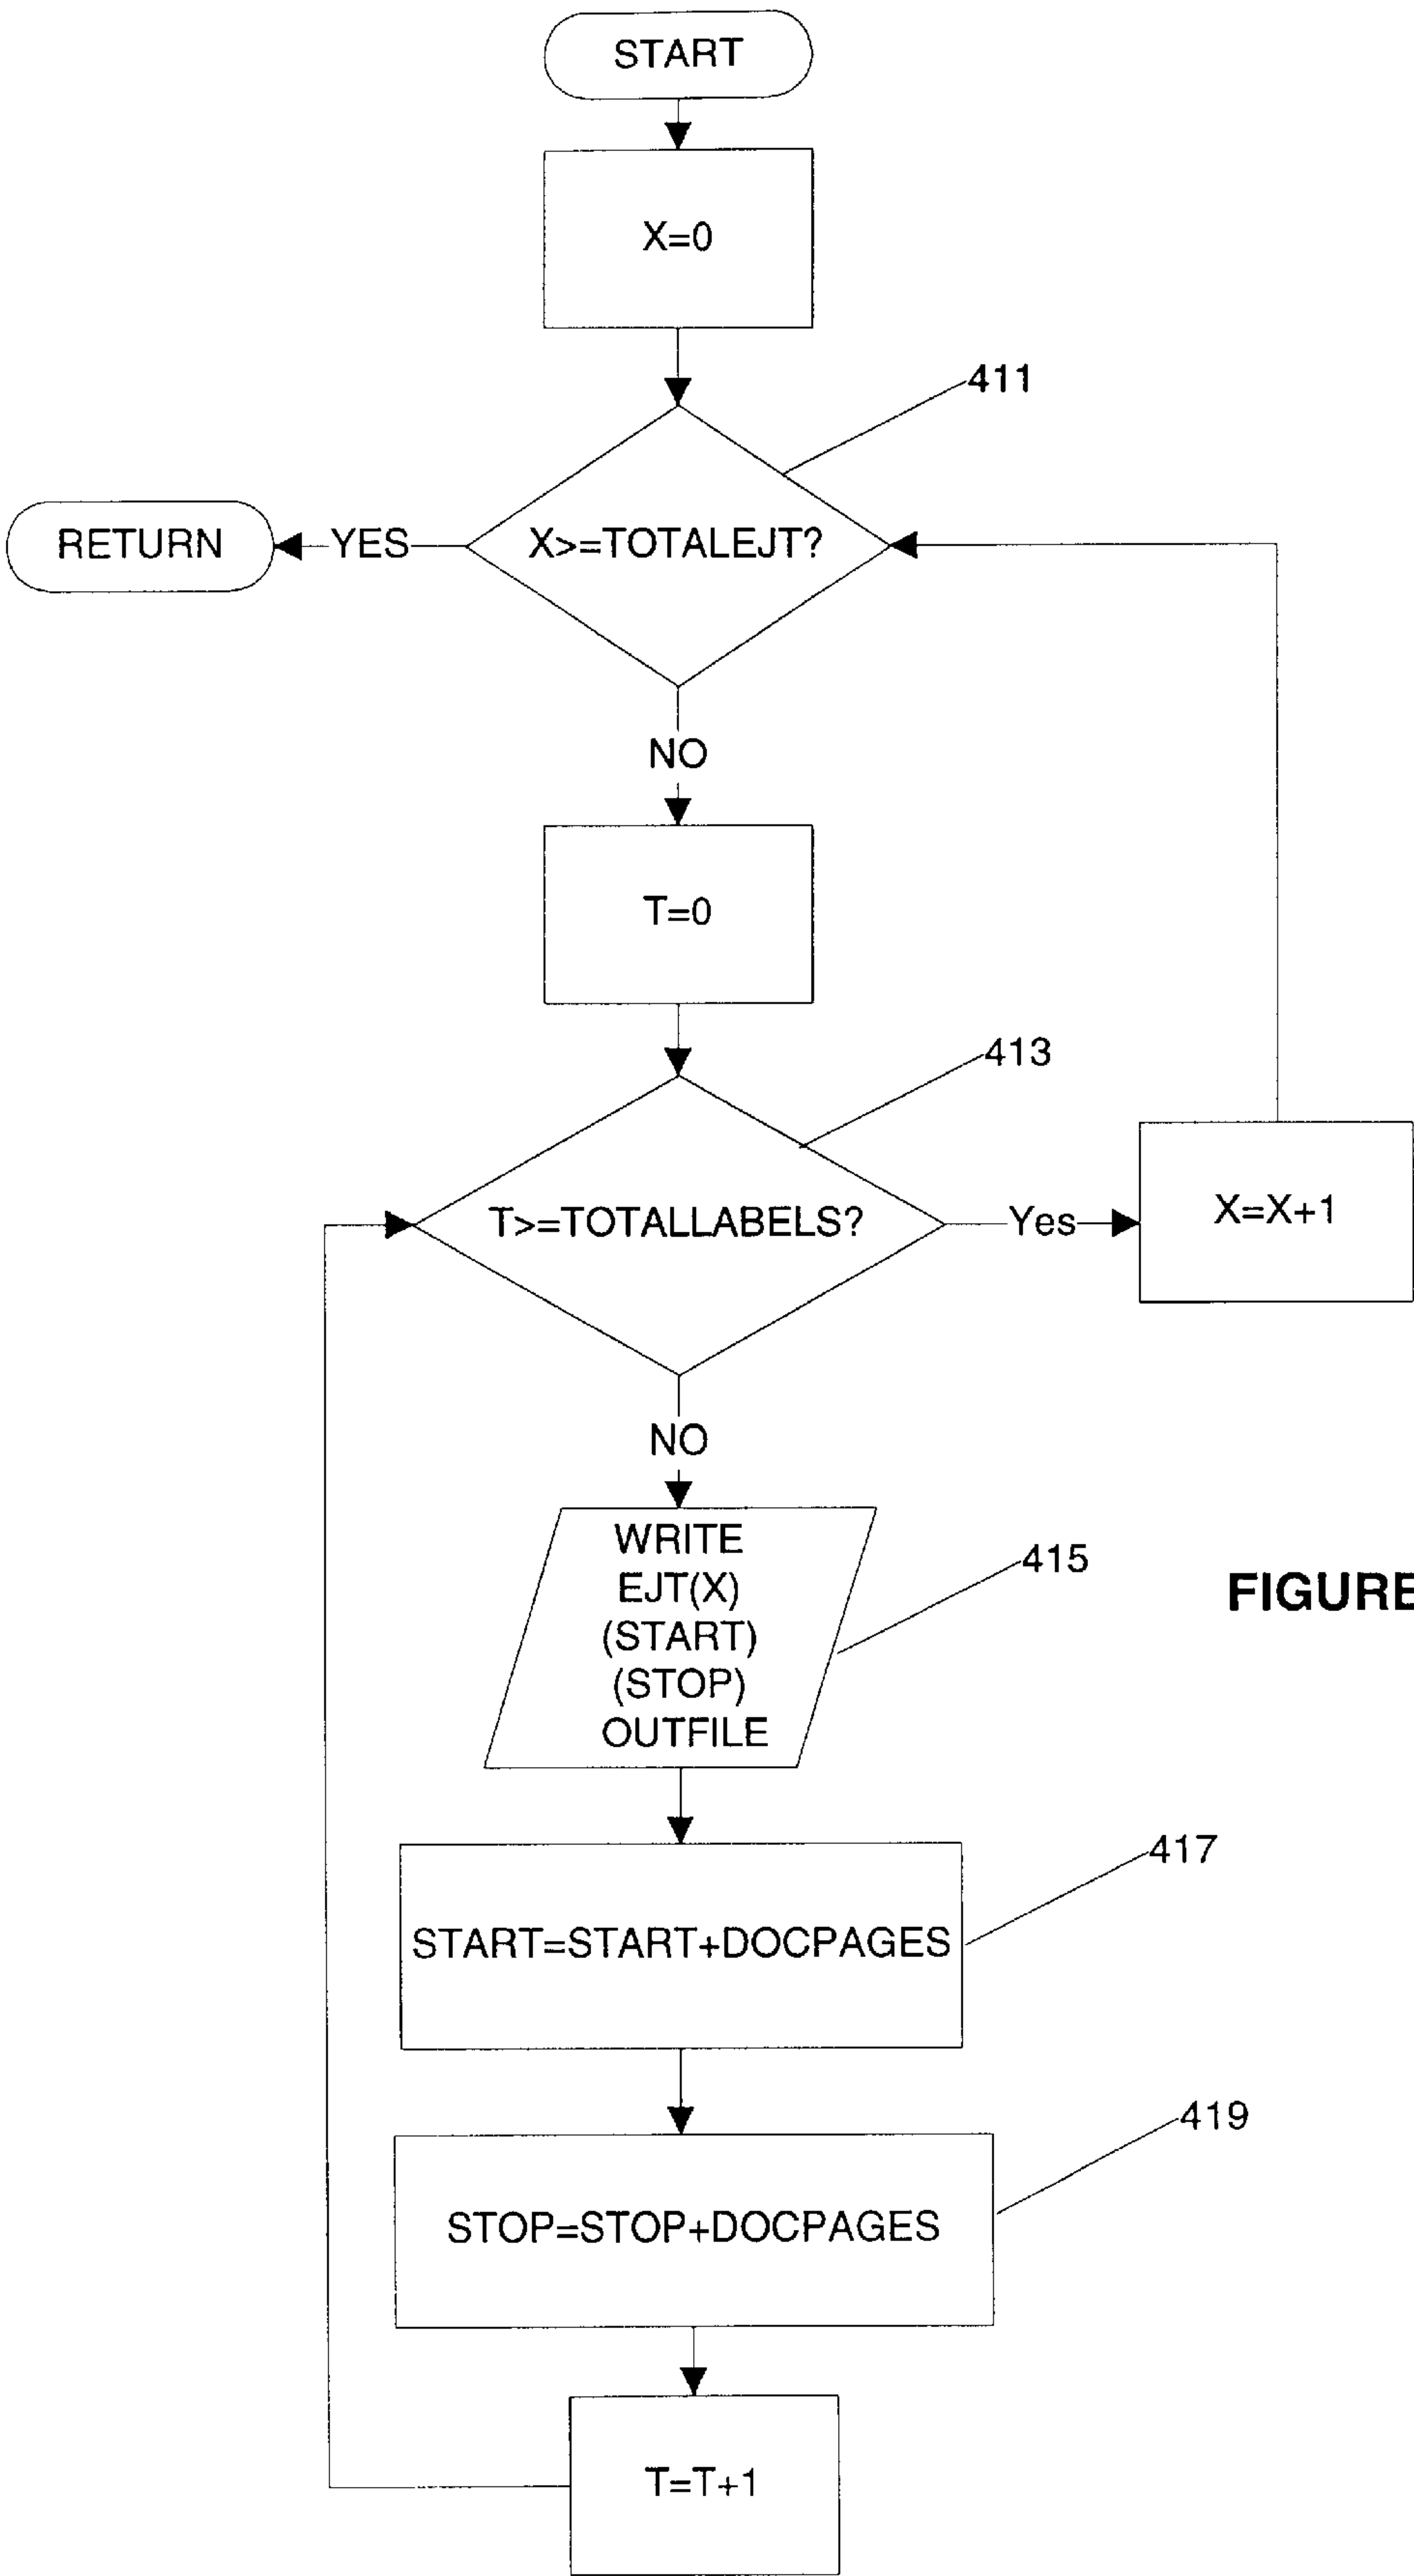 START
X=0
411
X>=TOTALEJT?
YES
RETURN
NO
T=0
413
T>=TOTALLABELS?
Yes
X=X+1
NO
WRITE
EJT(X)
(START)
(STOP)
OUTFILE
415
FIGURE
417
START=START+DOCPAGES
419
STOP=STOP+DOCPAGES
T=T+1